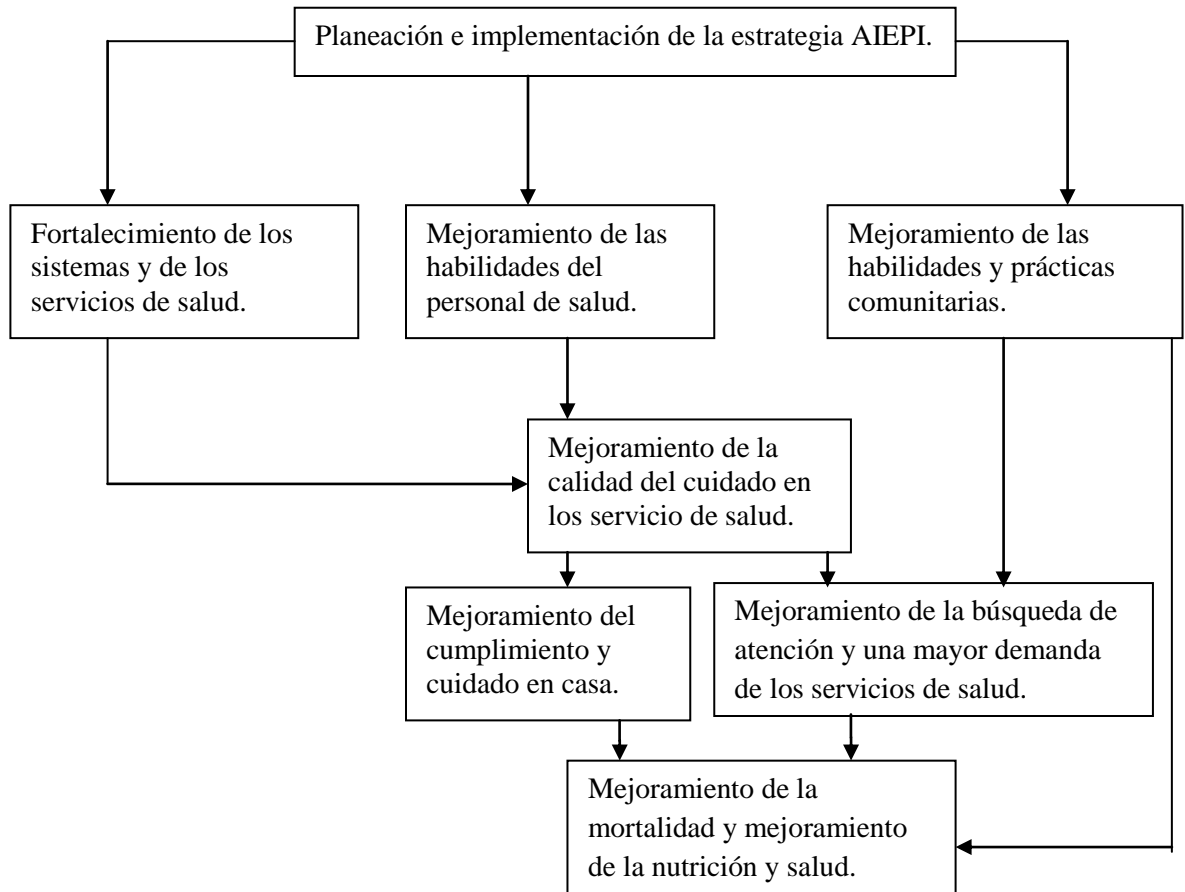 Planeación e implementación de la estrategia AIEPI.
Fortalecimiento de los
sistemas y de los
servicios de salud.
Mejoramiento de las
habilidades del
personal de salud.
Mejoramiento de las
habilidades y prácticas
comunitarias.
Mejoramiento de la
calidad del cuidado en
los servicio de salud.
Mejoramiento del
cumplimiento y
cuidado en casa.
Mejoramiento de la búsqueda de
atención y una mayor demanda
de los servicios de salud.
Mejoramiento de la
mortalidad y mejoramiento
de la nutrición y salud.